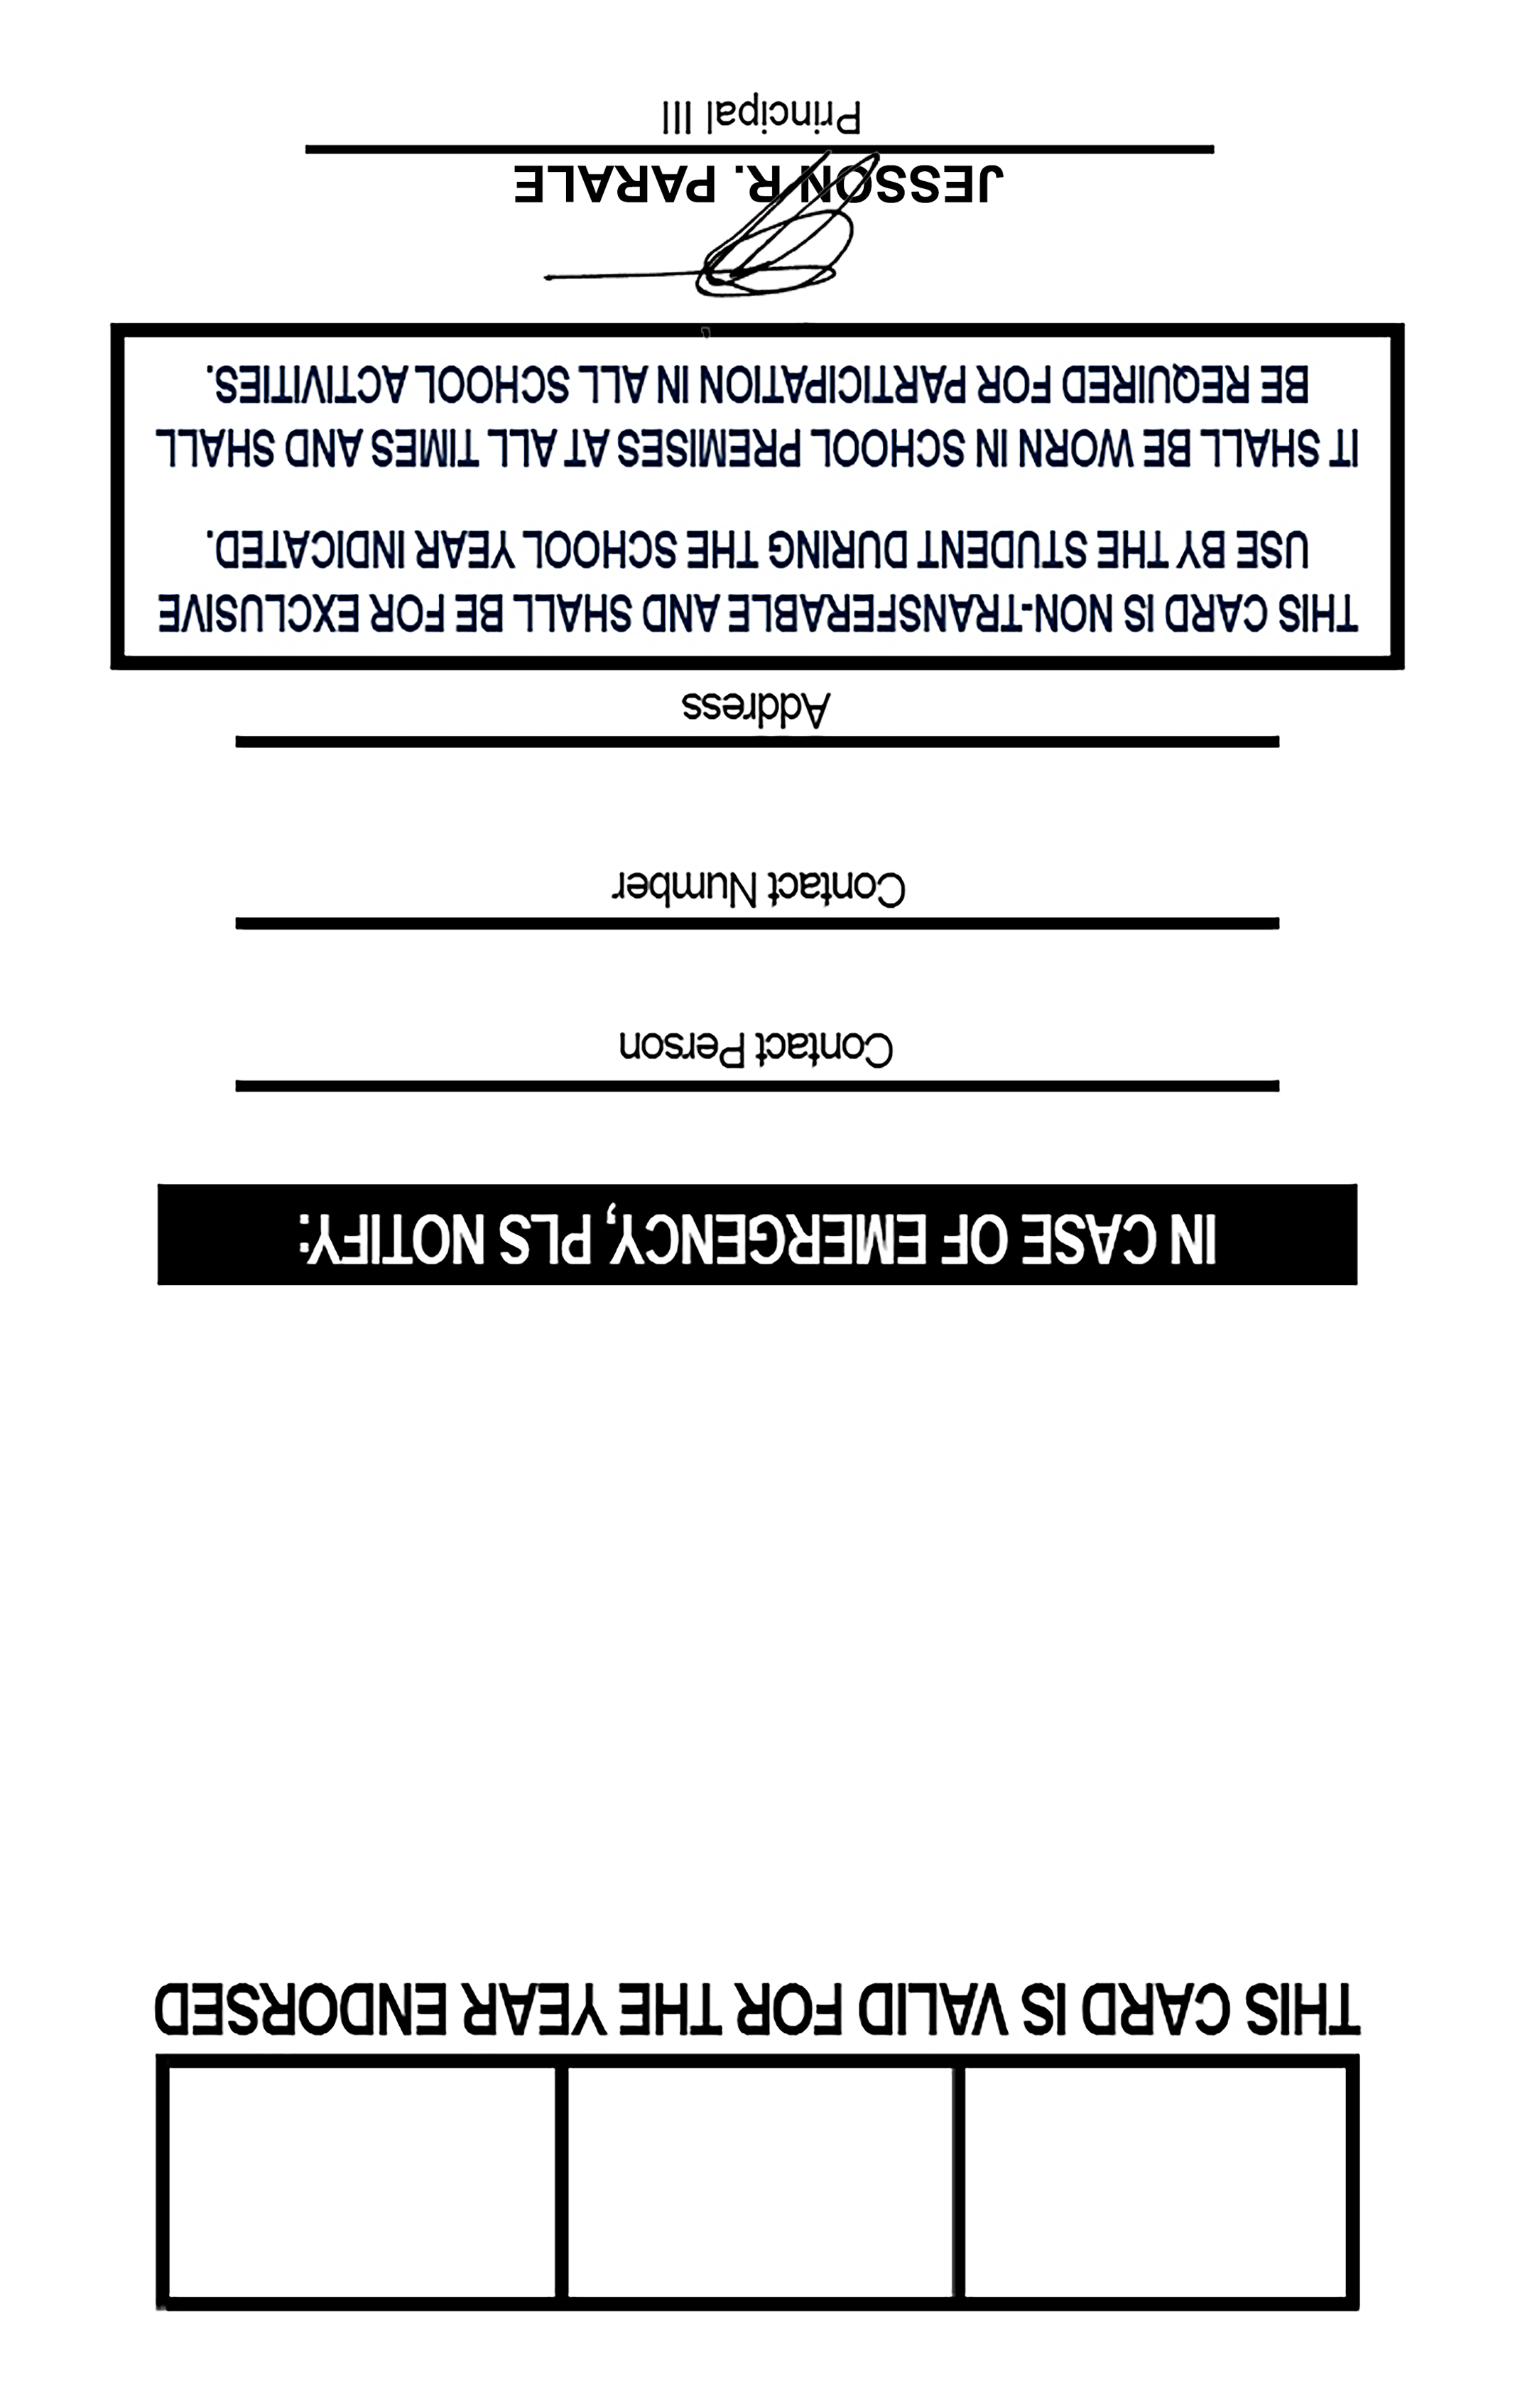 THIS CARD IS VALID FOR THE YEAR ENDORSED
IN CASE OF EMERGENCY, PLS NOTIFY:
Contact Person
Contact Number
Address
THIS CARD IS NON-TRANSFERABLE AND SHALL BE FOR EXCLUSIVE
USE BY THE STUDENT DURING THE SCHOOL YEAR INDICATED.
IT SHALL BE WORN IN SCHOOL PREMISES AT ALL TIMES AND SHALL
BE REQUIRED FOR PARTICIPATION IN ALL SCHOOL ACTIVITIES.
JESSON R. PARALE
Principal III